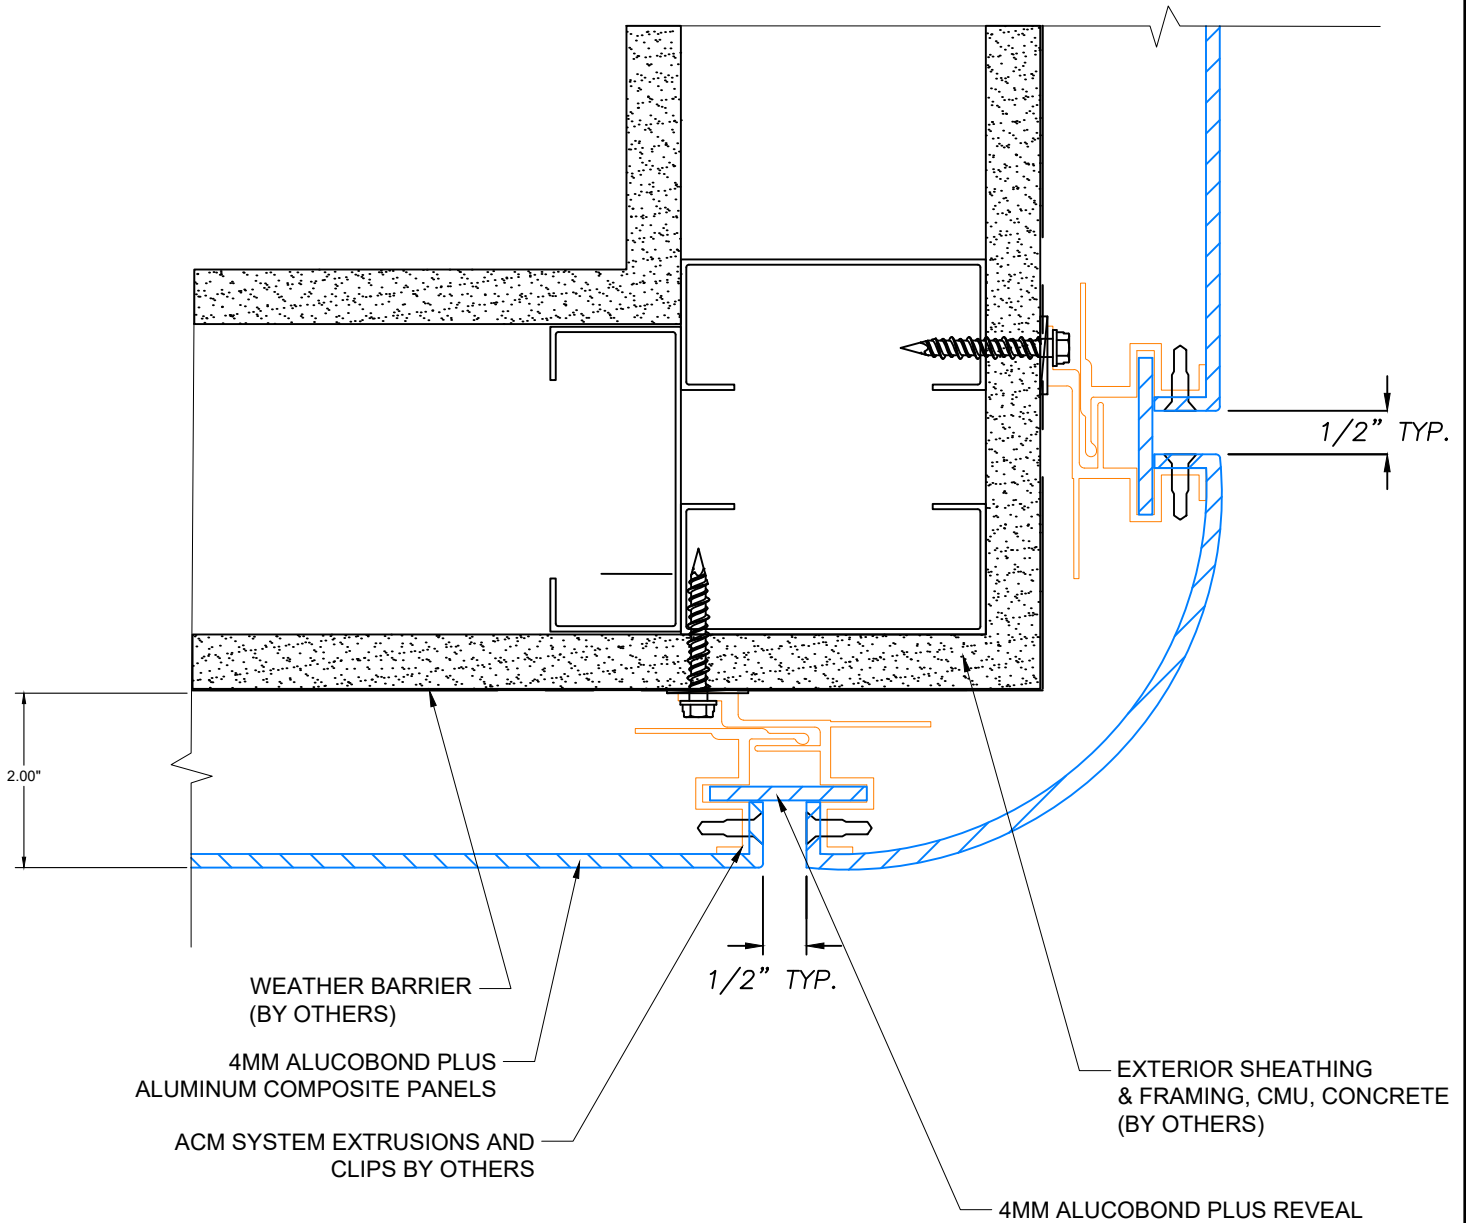 1/2” TYP.
2.00"
1/2” TYP.
WEATHER BARRIER
(BY OTHERS)
4MM ALUCOBOND PLUS
ALUMINUM COMPOSITE PANELS
ACM SYSTEM EXTRUSIONS AND
CLIPS BY OTHERS
EXTERIOR SHEATHING
& FRAMING, CMU, CONCRETE
(BY OTHERS)
4MM ALUCOBOND PLUS REVEAL